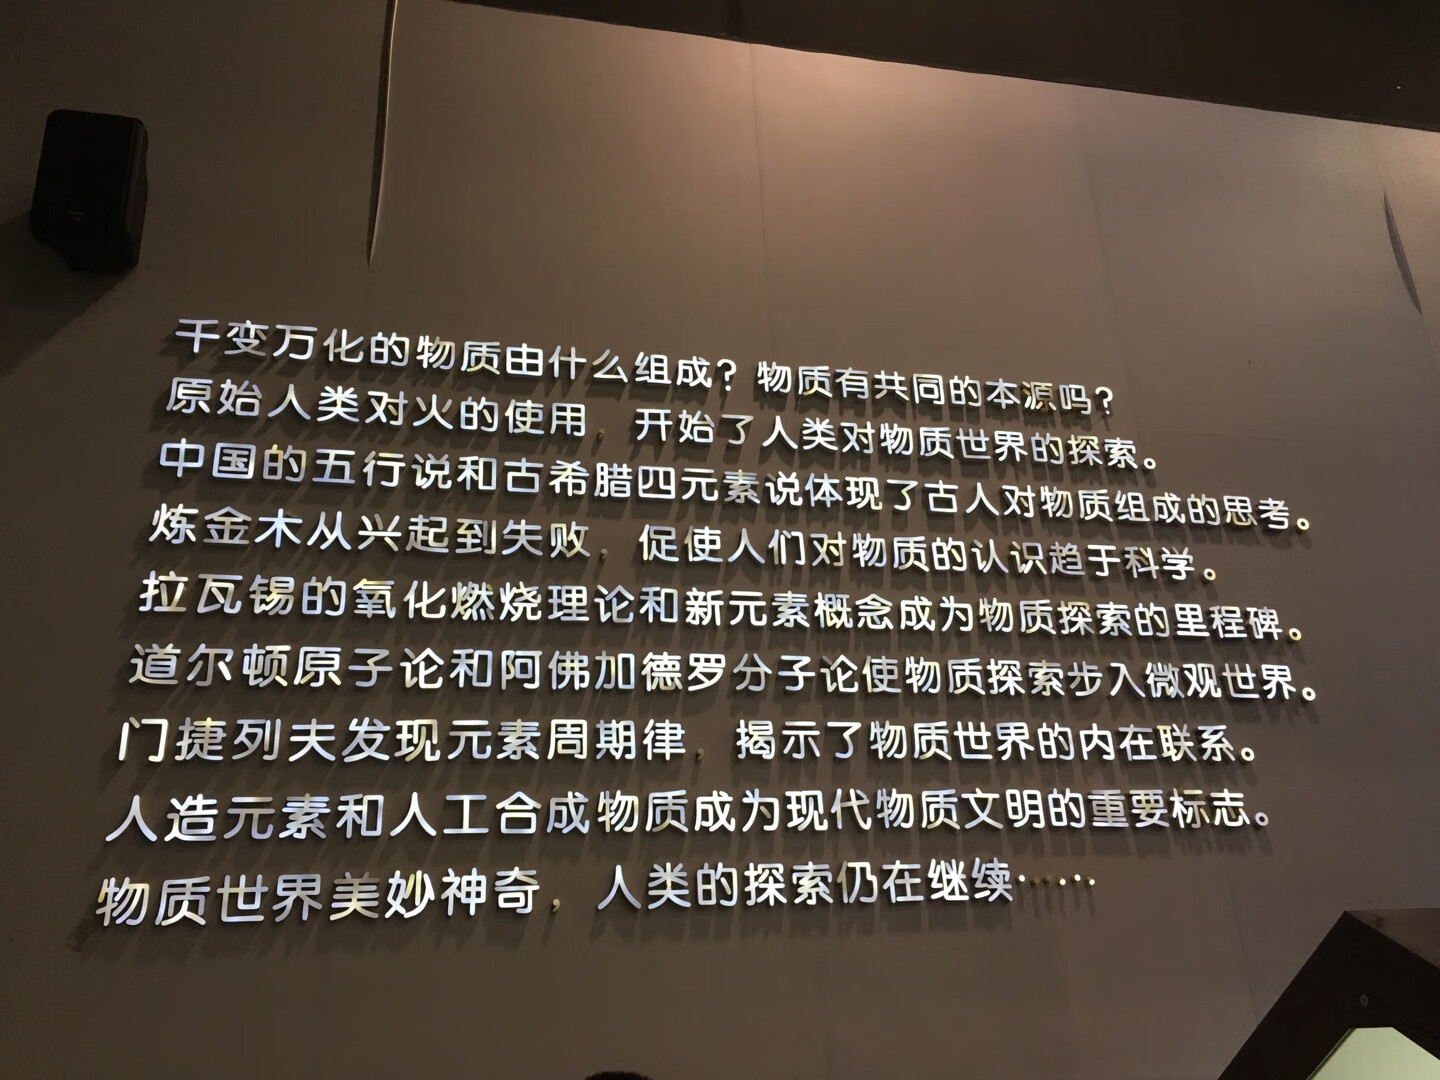 千变万化的物质由什么组成？物质有共同的本源吗？
原始人类对火的使用，开始了人类对物质世界的探索。
中国的五行说和古希腊四元素说体现了古人对物质组成的思考。
炼金木从兴起到失败，促使人们对物质的认识趋于科学。
拉瓦锡的氧化燃烧理论和新元素概念成为物质探索的里程碑。
道尔顿原子论和阿佛加德罗分子论使物质探索步入微观世界。
门捷列夫发现元素周期律，揭示了物质世界的内在联系。
人造元素和人工合成物质成为现代物质文明的重要标志。
物质世界美妙神奇，人类的探索仍在继续……